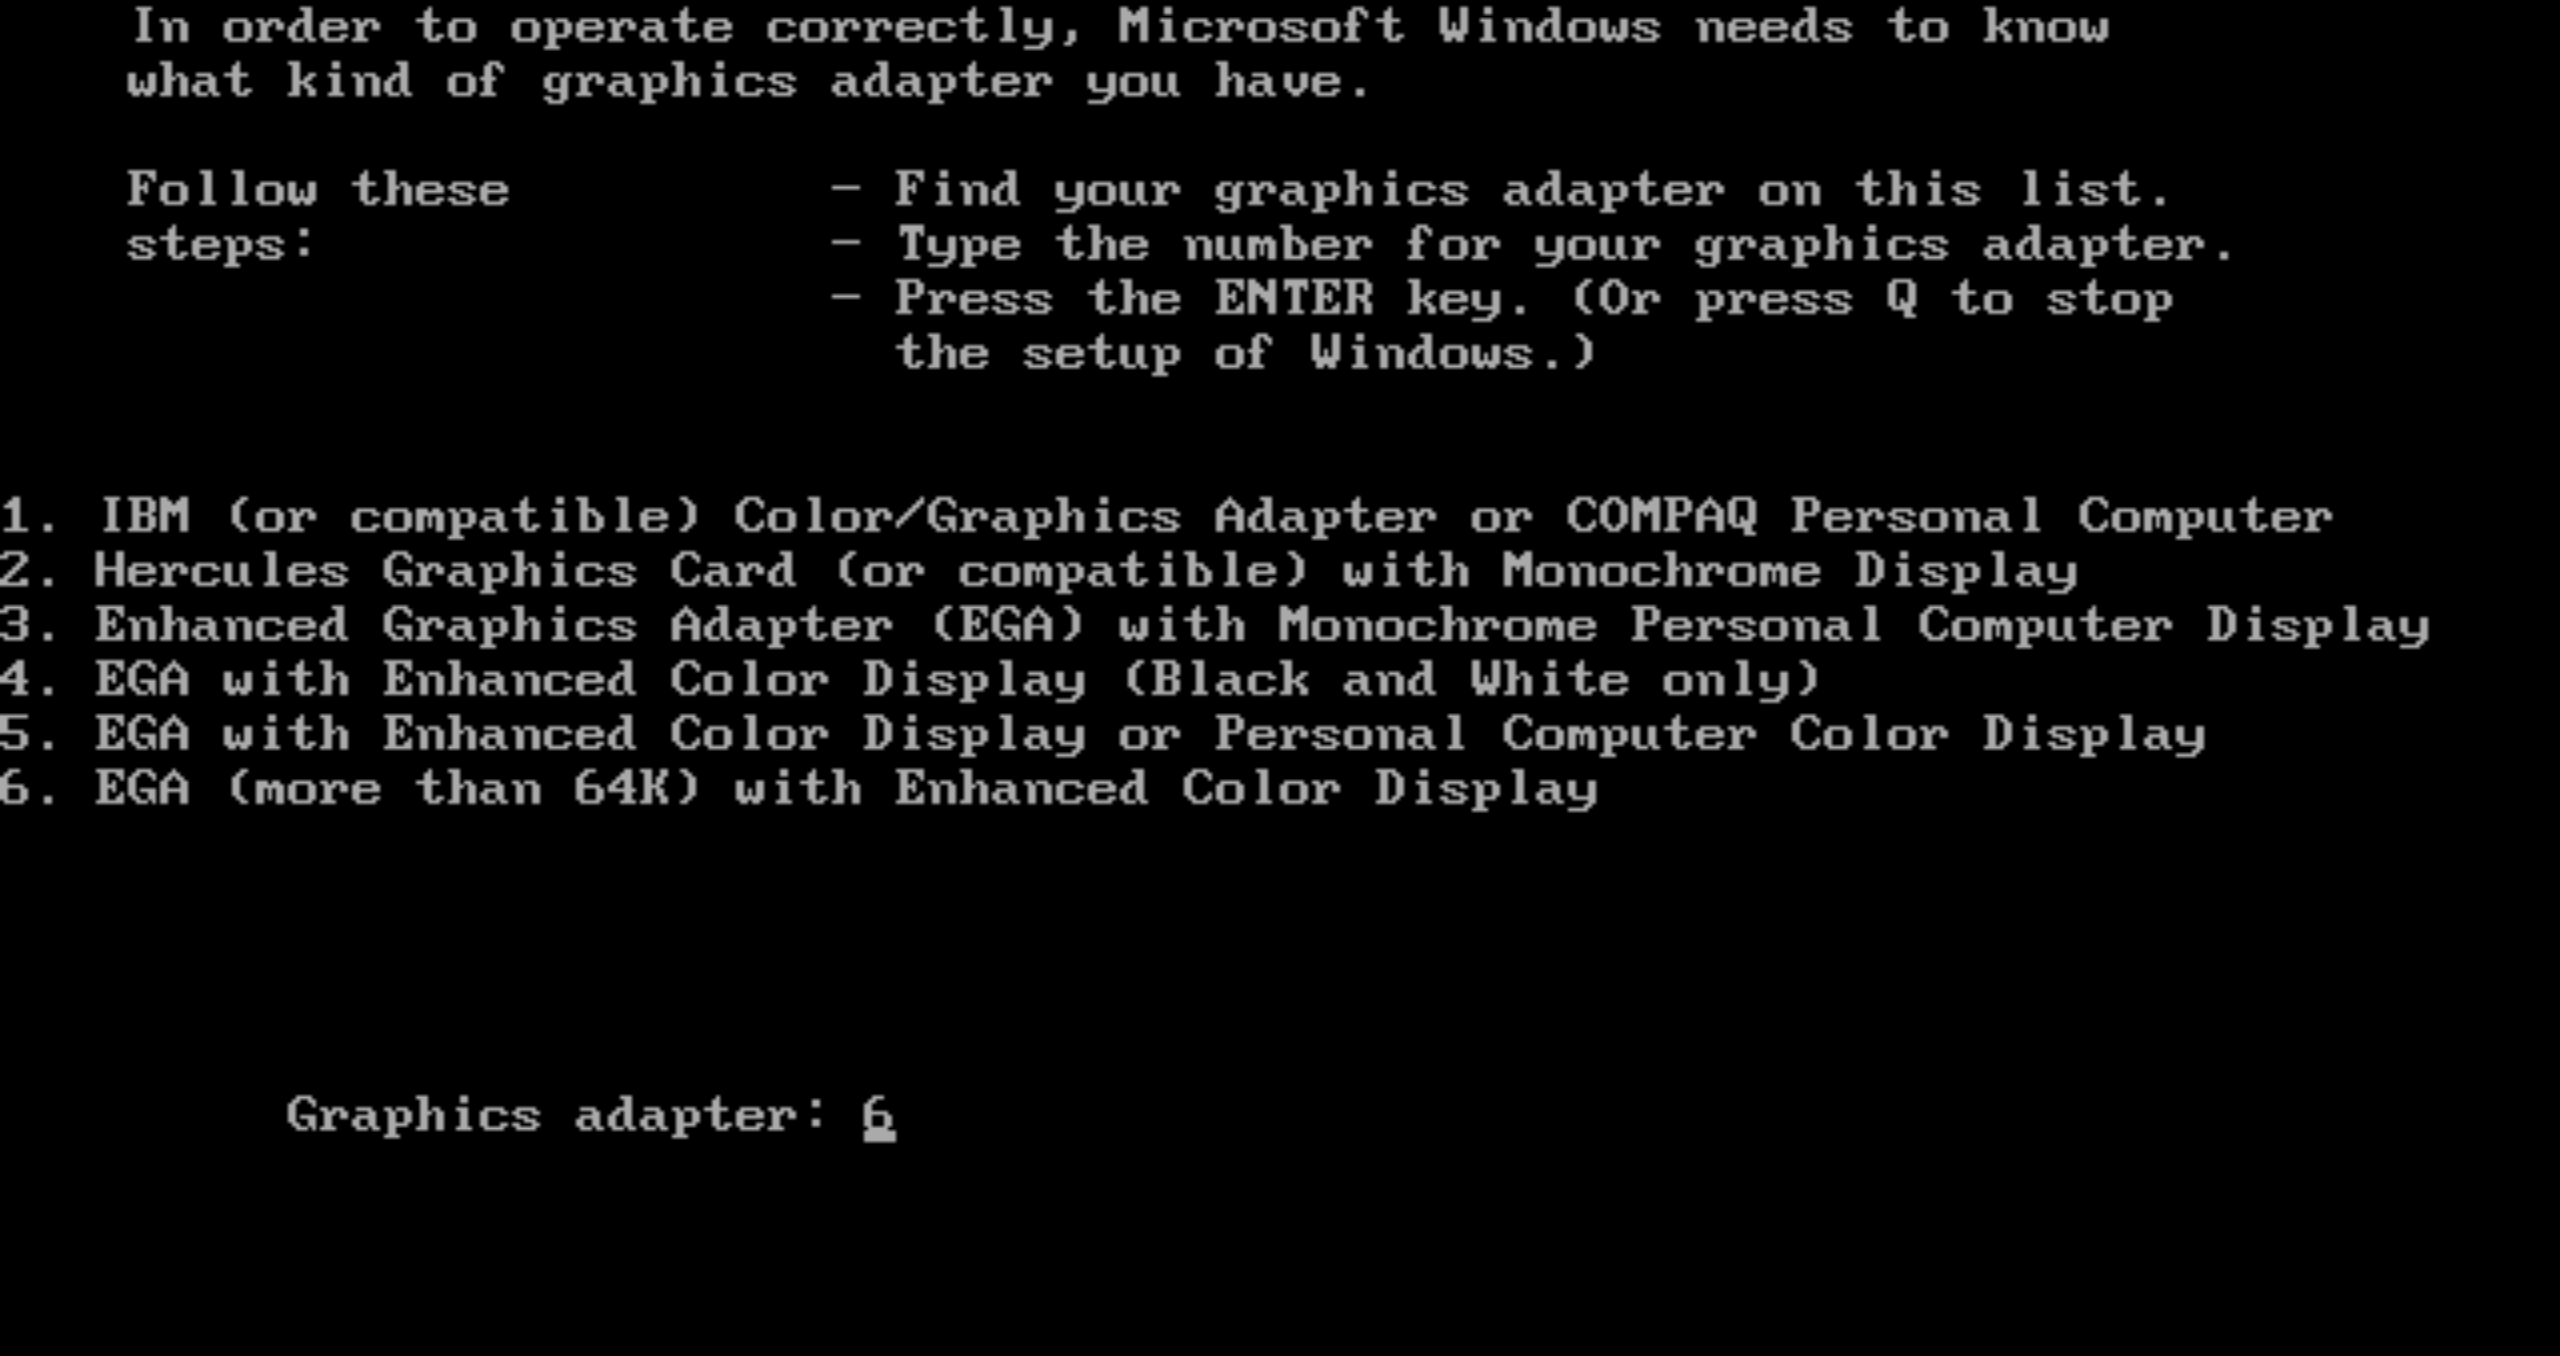 In order to operate correctly, Microsoft Windows needs to know
what kind of graphics adapter you have.
Follow these - Find your graphics adapter on this list.
steps: - Type the number for your graphics adapter.
- Press the ENTER key. (Or press Q to stop
the setup of Windows.)
1. IBM (or compatible) Color/Graphics Adapter or COMPAQ Personal Computer
2. Hercules Graphics Card (or compatible) with Monochrome Display
3. Enhanced Graphics Adapter (EGA) with Monochrome Personal Computer Display
4. EGA with Enhanced Color Display (Black and White only)
5. EGA with Enhanced Color Display or Personal Computer Color Display
6. EGA (more than 64K) with Enhanced Color Display
Graphics adapter: 6